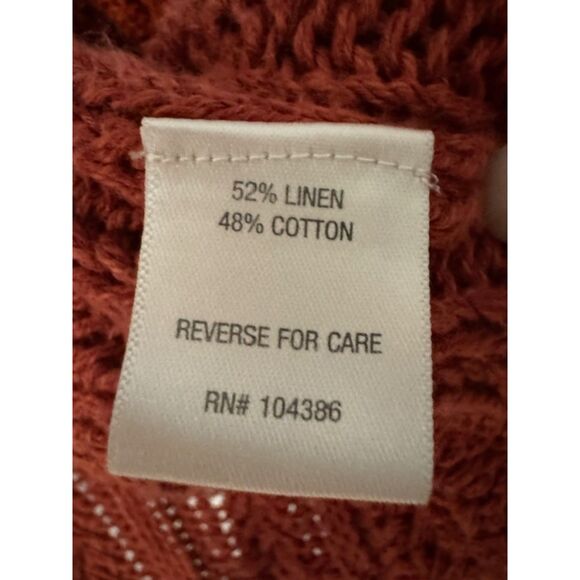 52% LINEN
48% COTTON
REVERSE FOR CARE
RN# 104386